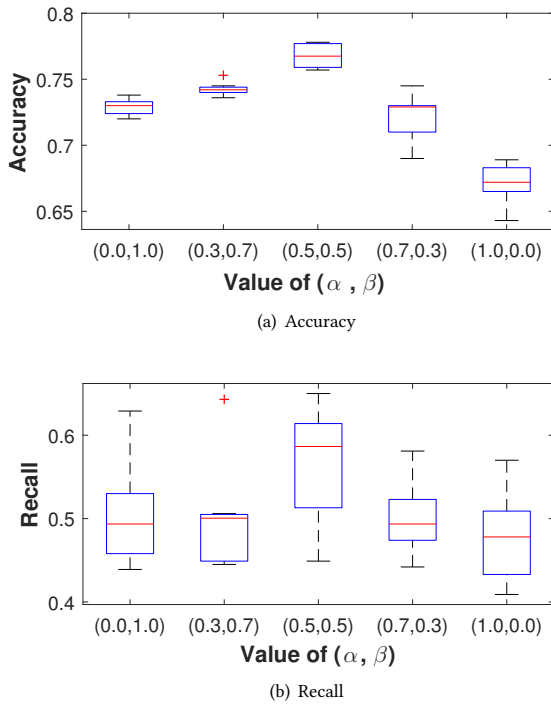 0.8
0.75
0.7
0.65
Accuracy
(0.0,1.0) (0.3,0.7) (0.5,0.5) (0.7,0.3) (1.0,0.0)
Value of (α , β)
(a) Accuracy
0.6
0.5
0.4
Recall
(0.0,1.0) (0.3,0.7) (0.5,0.5) (0.7,0.3) (1.0,0.0)
Value of (α, β)
(b) Recall